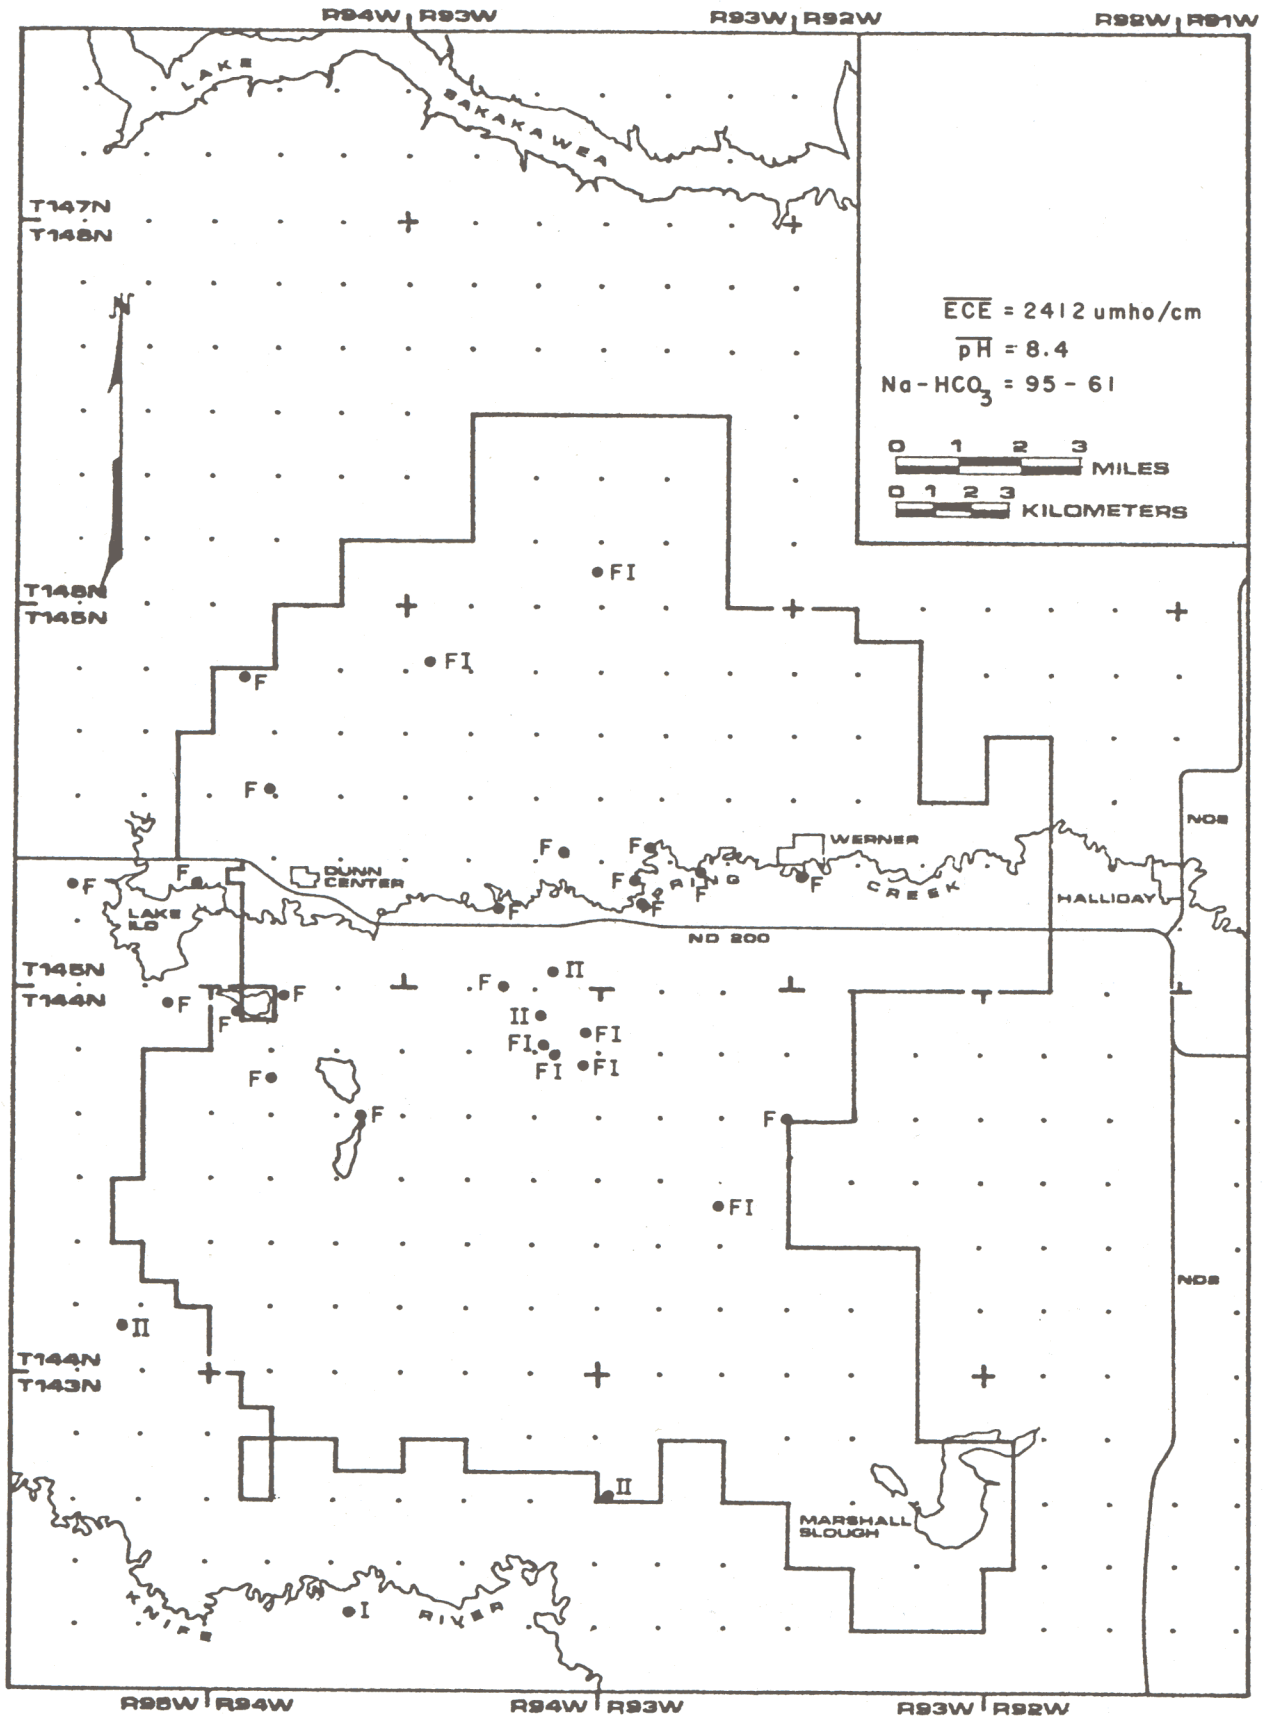 R94W R93W
R93W R92W
R92W R91W
LAKE
SAKAKAWEA
T147N
T146N
N
ECE = 2412 umho/cm
pH = 8.4
Na-HCO3 = 95-61
0 1 2 3
MILES
0 1 2 3
KILOMETERS
FI
T146N
T145N
FI
F
F
ND8
WERNER
F
F
DUNN
CENTER
F
F
F
SPRING
F
F
CREEK
HALLIDAY
F
F
LAKE
ILO
ND 200
T145N
T144N
II
F
F
F
F
II
FI
FI
FI
FI
F
F
F
FI
ND8
II
T144N
T143N
II
MARSHALL
SLOUGH
KNIFE
RIVER
I
R95W R94W
R94W R93W
R93W R92W